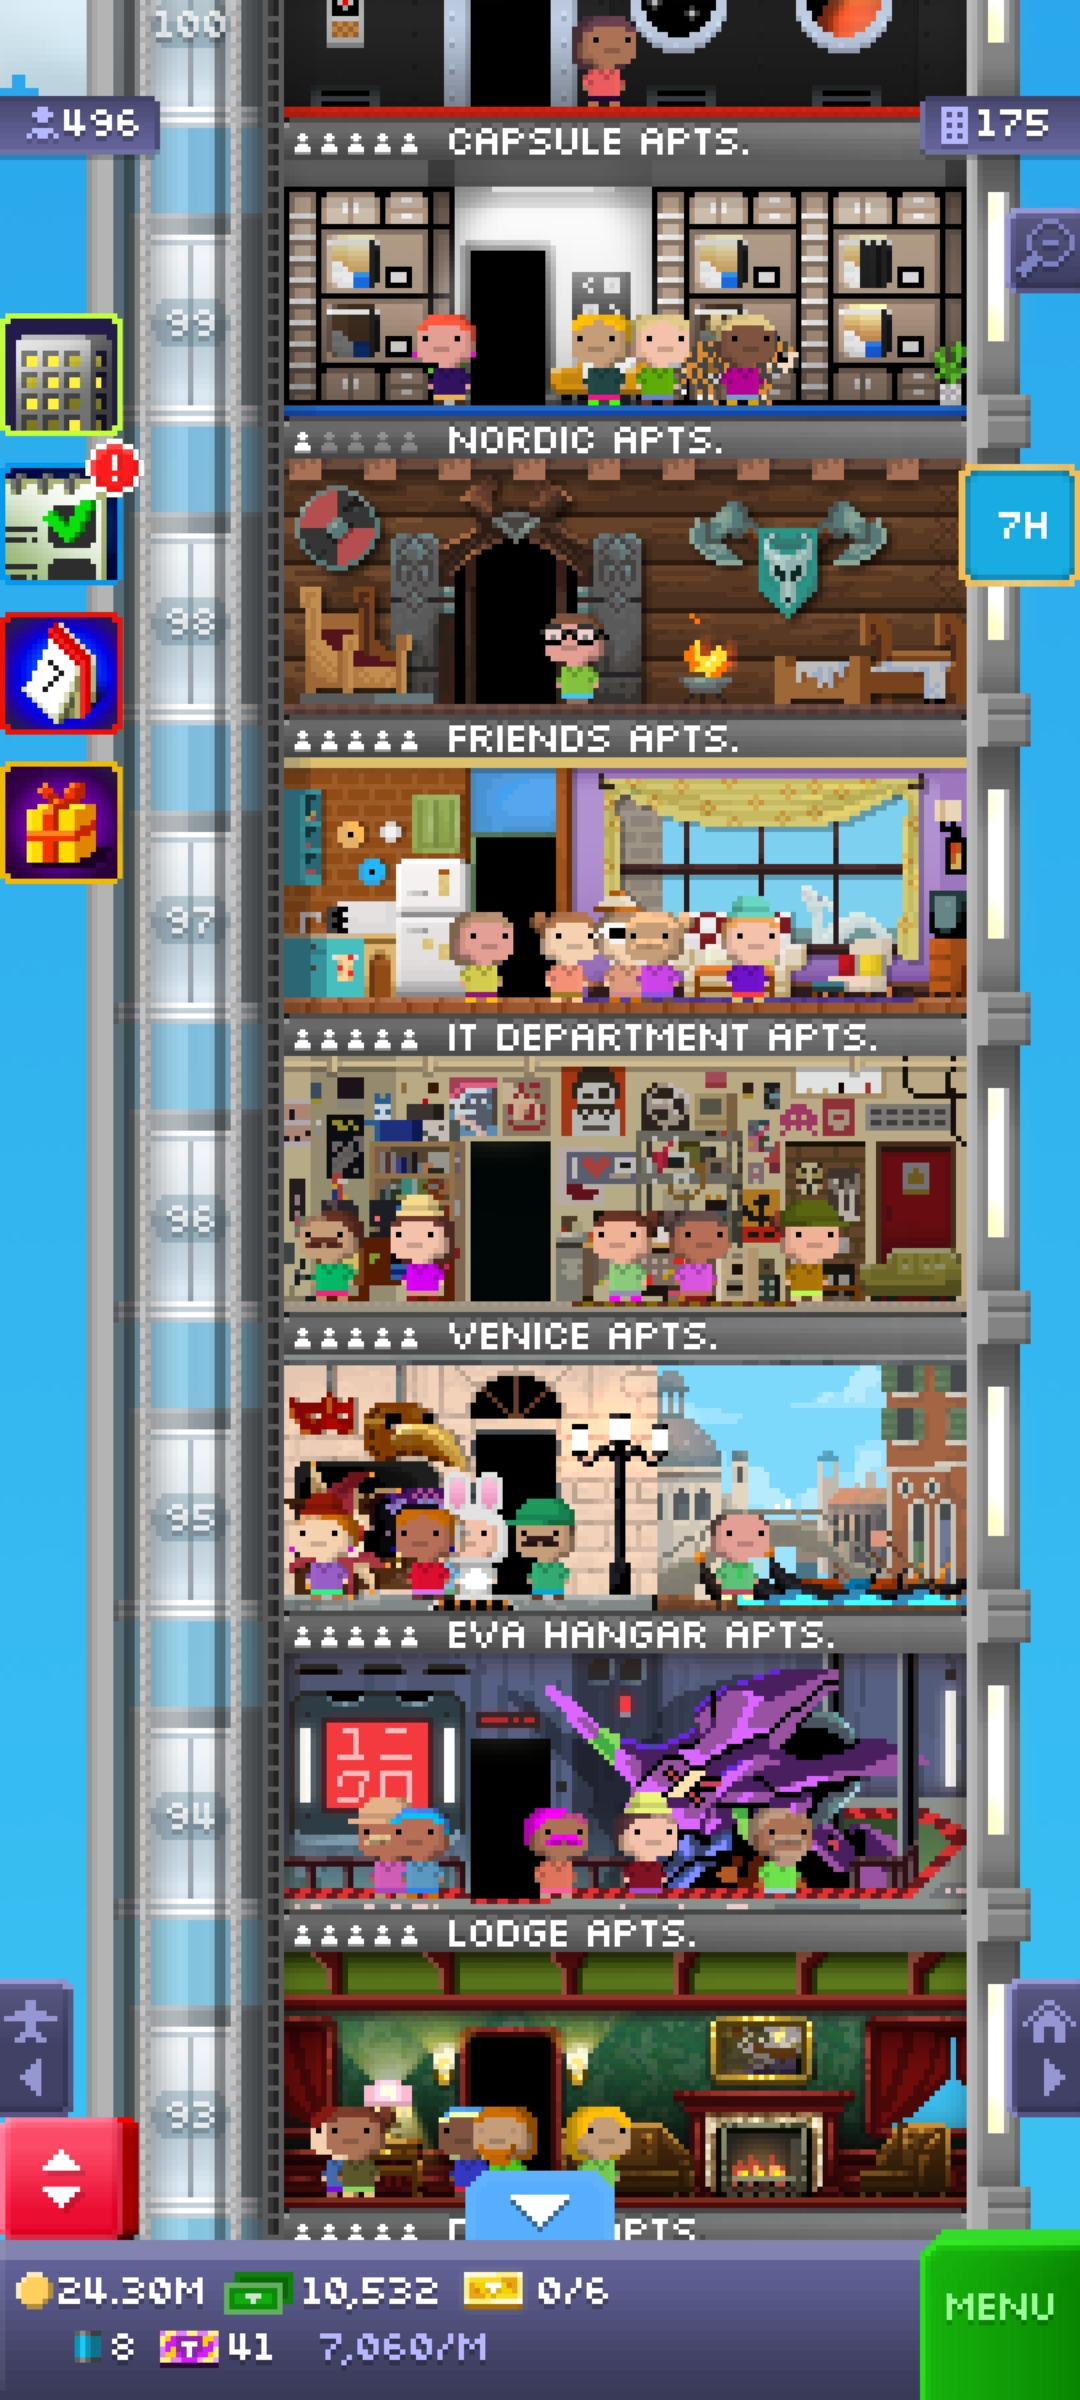 100
496
175
CAPSULE APTS.
99
NORDIC APTS.
7H
98
7
FRIENDS APTS.
97
IT DEPARTMENT APTS.
96
VENICE APTS.
95
EVA HANGAR APTS.
94
LODGE APTS.
93
APTS.
24.30M 10,532 0/6
MENU
8 41 7,060/M